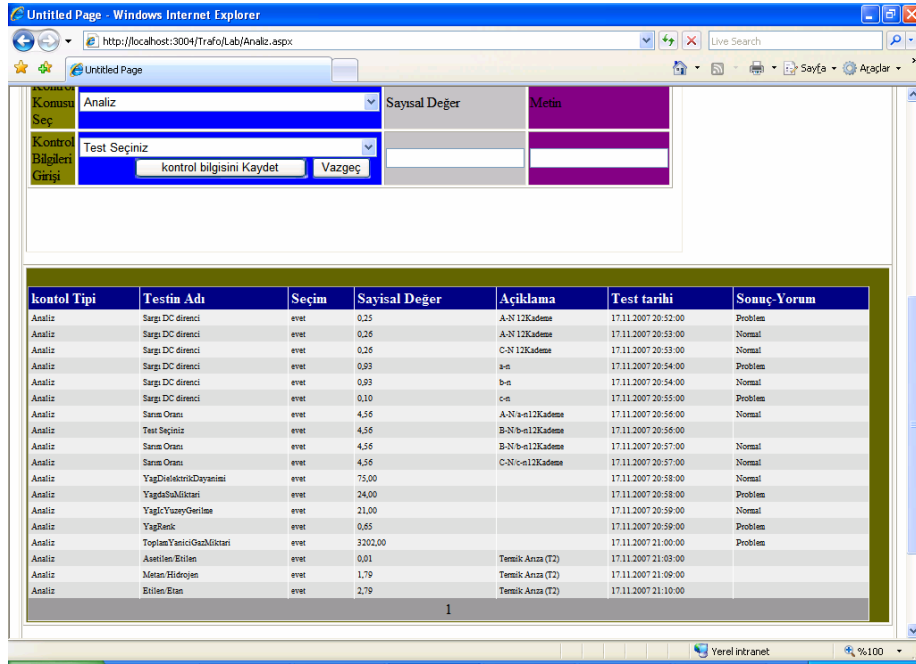 Untitled Page - Windows Internet Explorer
http://localhost:3004/Trafo/Lab/Analiz.aspx Live Search
Untitled Page Sayfa Araçlar
Kontrol Konusu Seç Analiz Sayısal Değer Metin
Kontrol Bilgileri Girişi Test Seçiniz
kontrol bilgisini Kaydet Vazgeç
kontol Tipi Testin Adı Seçim Sayisal Değer Açiklama Test tarihi Sonuç-Yorum
Analiz Sargı DC direnci evet 0,25 A-N 12Kademe 17.11.2007 20:52:00 Problem
Analiz Sargı DC direnci evet 0,26 A-N 12Kademe 17.11.2007 20:53:00 Normal
Analiz Sargı DC direnci evet 0,26 C-N 12Kademe 17.11.2007 20:53:00 Normal
Analiz Sargı DC direnci evet 0,93 a-n 17.11.2007 20:54:00 Problem
Analiz Sargı DC direnci evet 0,93 b-n 17.11.2007 20:54:00 Normal
Analiz Sargı DC direnci evet 0,10 c-n 17.11.2007 20:55:00 Problem
Analiz Sarım Oranı evet 4,56 A-N/a-n12Kademe 17.11.2007 20:56:00 Normal
Analiz Test Seçiniz evet 4,56 B-N/b-n12Kademe 17.11.2007 20:56:00
Analiz Sarım Oranı evet 4,56 B-N/b-n12Kademe 17.11.2007 20:57:00 Normal
Analiz Sarım Oranı evet 4,56 C-N/c-n12Kademe 17.11.2007 20:57:00 Normal
Analiz YagDielektrikDayanimi evet 75,00 17.11.2007 20:58:00 Normal
Analiz YagdaSuMiktari evet 24,00 17.11.2007 20:58:00 Problem
Analiz YagIcYuzeyGerilme evet 21,00 17.11.2007 20:59:00 Normal
Analiz YagRenk evet 0,65 17.11.2007 20:59:00 Problem
Analiz ToplamYaniciGazMiktari evet 3202,00 17.11.2007 21:00:00 Problem
Analiz Asetilen/Etilen evet 0,01 Termik Arıza (T2) 17.11.2007 21:03:00
Analiz Metan/Hidrojen evet 1,79 Termik Arıza (T2) 17.11.2007 21:09:00
Analiz Etilen/Etan evet 2,79 Termik Arıza (T2) 17.11.2007 21:10:00
1
Yerel intranet %100